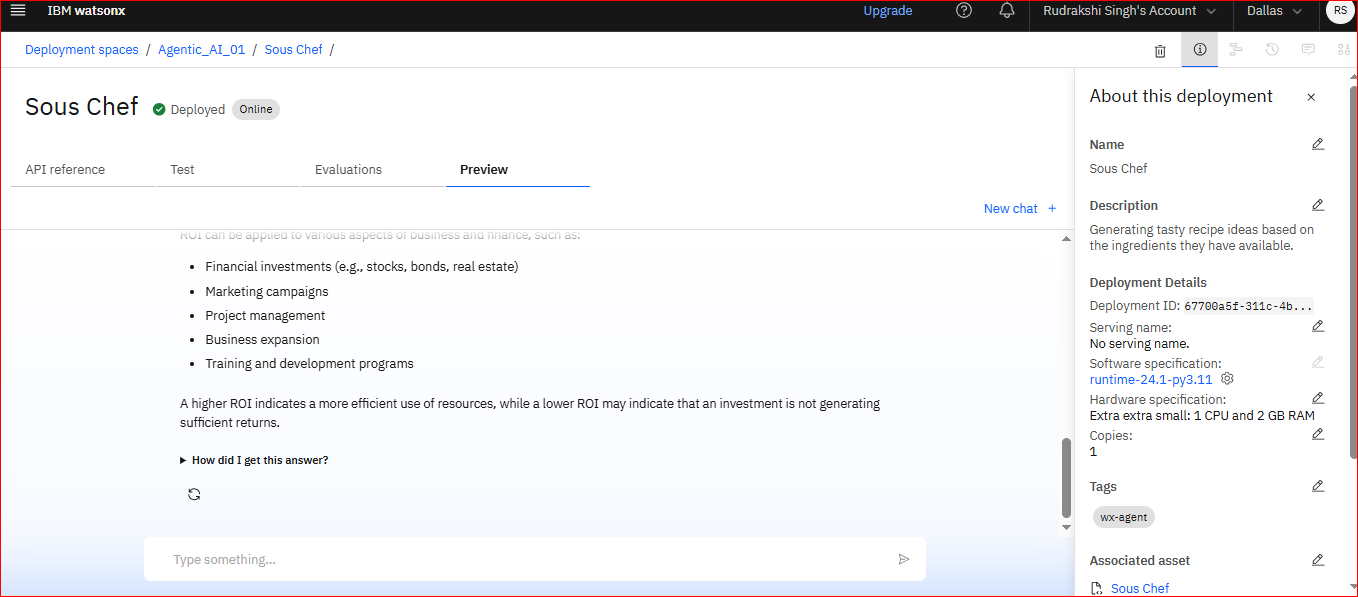 IBM watsonx
Upgrade
Rudrakshi Singh's Account
Dallas
RS
Deployment spaces / Agentic_AI_01 / Sous Chef /
Sous Chef
Deployed
Online
API reference
Test
Evaluations
Preview
New chat +
ROI can be applied to various aspects of business and finance, such as:
• Financial investments (e.g., stocks, bonds, real estate)
• Marketing campaigns
• Project management
• Business expansion
• Training and development programs
A higher ROI indicates a more efficient use of resources, while a lower ROI may indicate that an investment is not generating
sufficient returns.
How did I get this answer?
Type something...
About this deployment
Name
Sous Chef
Description
Generating tasty recipe ideas based on
the ingredients they have available.
Deployment Details
Deployment ID: 67700a5f-311c-4b...
Serving name:
No serving name.
Software specification:
runtime-24.1-py3.11
Hardware specification:
Extra extra small: 1 CPU and 2 GB RAM
Copies:
1
Tags
wx-agent
Associated asset
Sous Chef